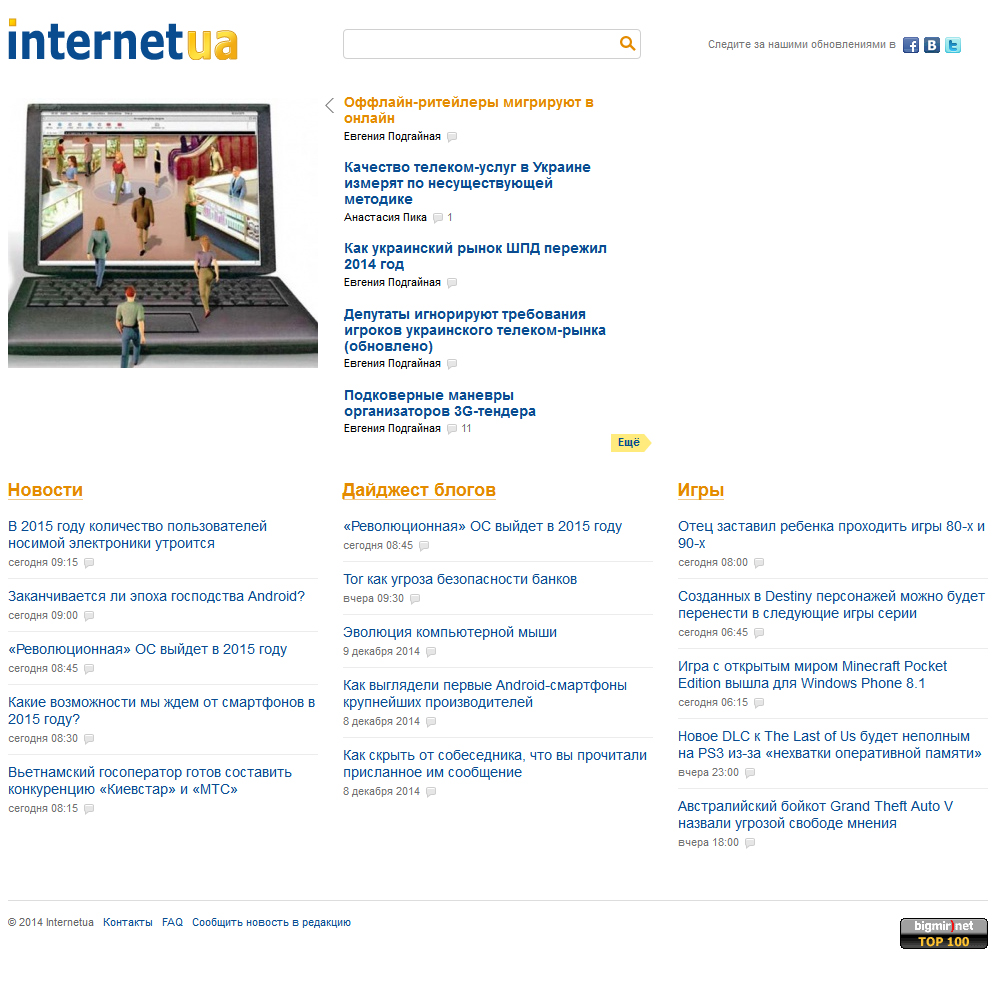 internetua
Следите за нашими обновлениями в
Оффлайн-ритейлеры мигрируют в
онлайн
Евгения Подгайная
Качество телеком-услуг в Украине
измерят по несуществующей
методике
Анастасия Пика 1
Как украинский рынок ШПД пережил
2014 год
Евгения Подгайная
Депутаты игнорируют требования
игроков украинского телеком-рынка
(обновлено)
Евгения Подгайная
Подковерные маневры
организаторов 3G-тендера
Евгения Подгайная 11
Ещё
Новости
В 2015 году количество пользователей
носимой электроники утроится
сегодня 09:15
Заканчивается ли эпоха господства Android?
сегодня 09:00
«Революционная» ОС выйдет в 2015 году
сегодня 08:45
Какие возможности мы ждем от смартфонов в
2015 году?
сегодня 08:30
Вьетнамский госоператор готов составить
конкуренцию «Киевстар» и «МТС»
сегодня 08:15
Дайджест блогов
«Революционная» ОС выйдет в 2015 году
сегодня 08:45
Tor как угроза безопасности банков
вчера 09:30
Эволюция компьютерной мыши
9 декабря 2014
Как выглядели первые Android-смартфоны
крупнейших производителей
8 декабря 2014
Как скрыть от собеседника, что вы прочитали
присланное им сообщение
8 декабря 2014
Игры
Отец заставил ребенка проходить игры 80-х и
90-х
сегодня 08:00
Созданных в Destiny персонажей можно будет
перенести в следующие игры серии
сегодня 06:45
Игра с открытым миром Minecraft Pocket
Edition вышла для Windows Phone 8.1
сегодня 06:15
Новое DLC к The Last of Us будет неполным
на PS3 из-за «нехватки оперативной памяти»
вчера 23:00
Австралийский бойкот Grand Theft Auto V
назвали угрозой свободе мнения
вчера 18:00
© 2014 Internetua Контакты FAQ Сообщить новость в редакцию
bigmir)net
TOP 100